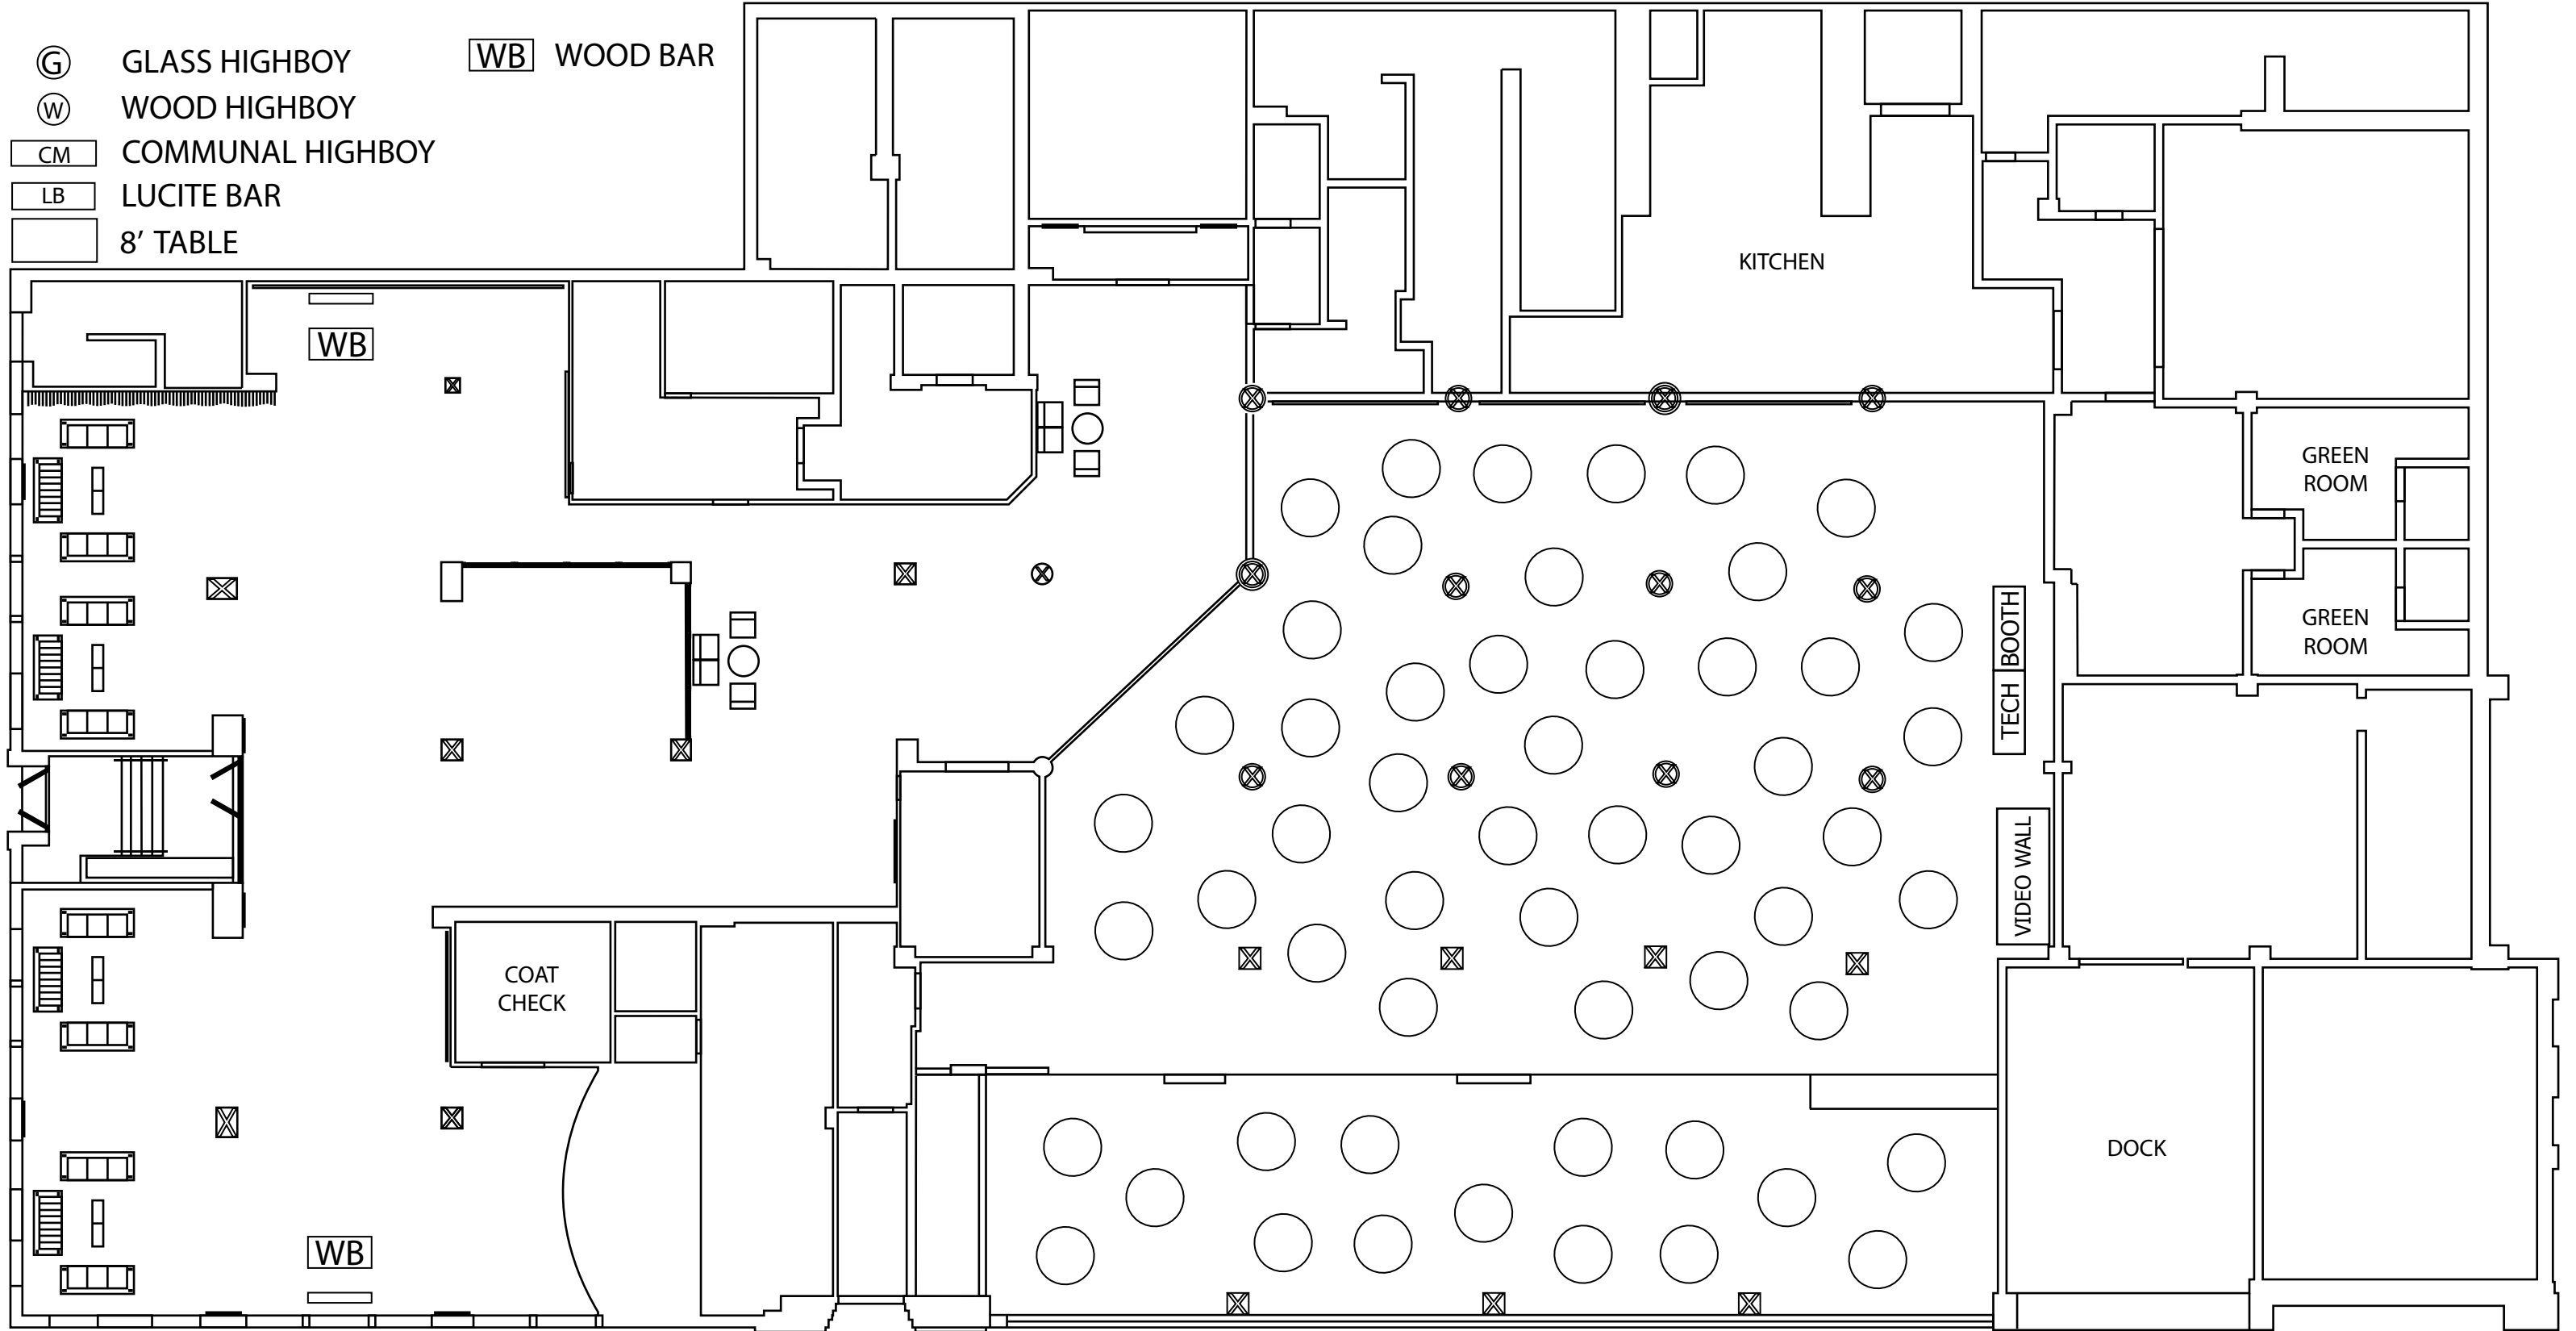 G GLASS HIGHBOY
WB WOOD BAR
W WOOD HIGHBOY
CM COMMUNAL HIGHBOY
LB LUCITE BAR
8’ TABLE
KITCHEN
WB
GREEN
ROOM
GREEN
ROOM
TECH BOOTH
VIDEO WALL
COAT
CHECK
DOCK
WB